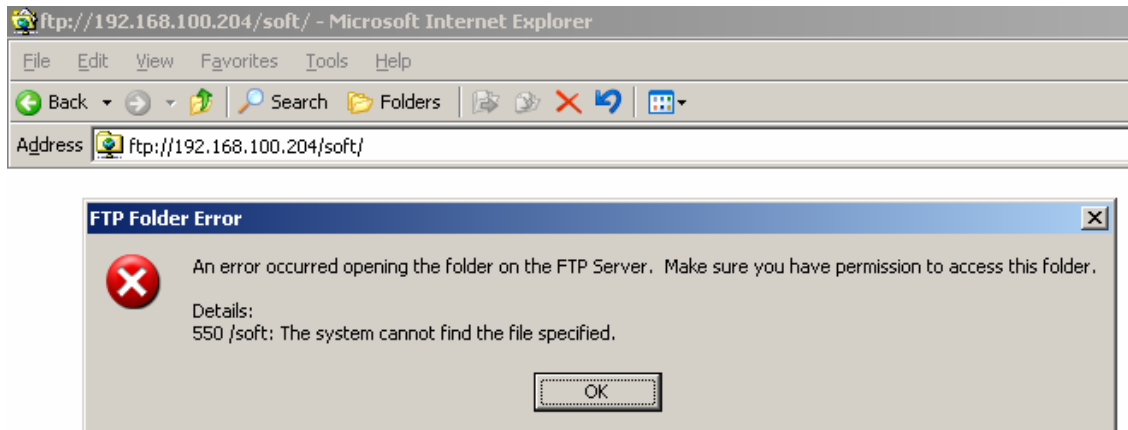 ftp://192.168.100.204/soft/ - Microsoft Internet Explorer
File Edit View Favorites Tools Help
Back Search Folders
Address ftp://192.168.100.204/soft/
FTP Folder Error
An error occurred opening the folder on the FTP Server. Make sure you have permission to access this folder.
Details:
550 /soft: The system cannot find the file specified.
OK